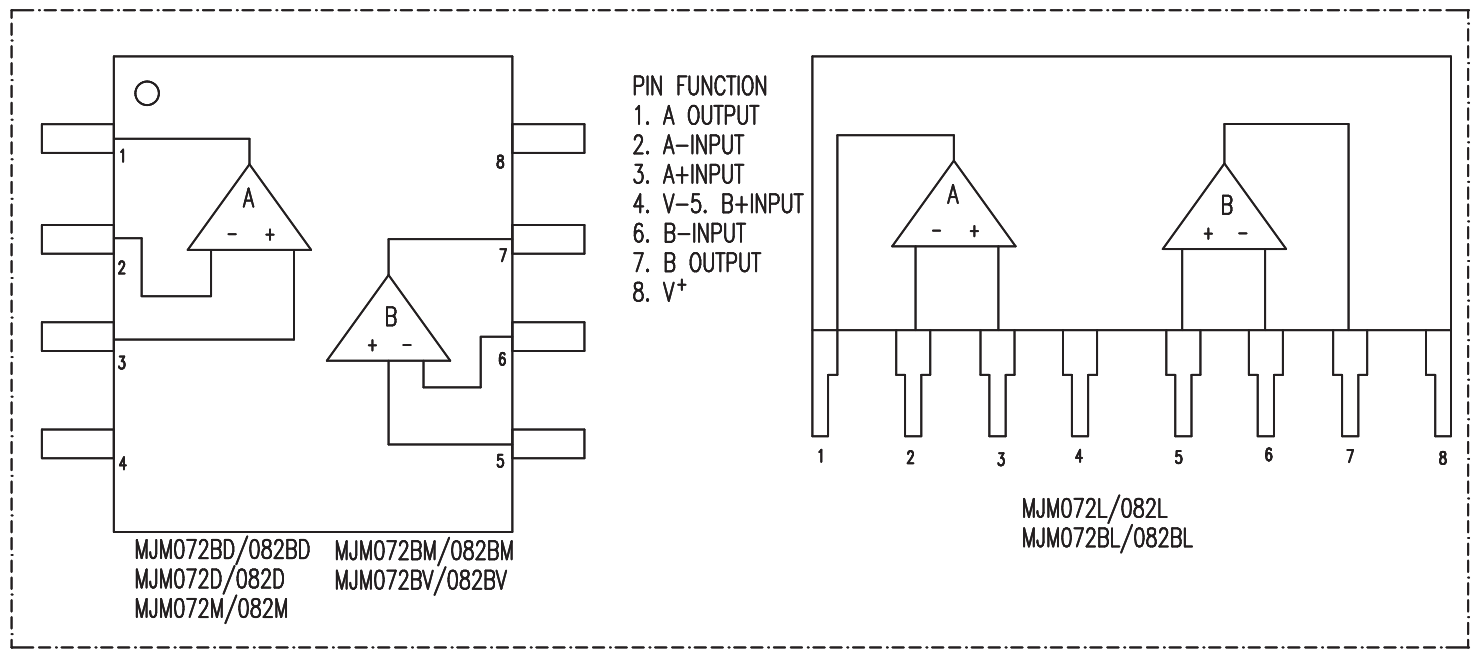 1
2
3
4
8
7
6
5
A
- +
B
+ -
MJM072BD/082BD
MJM072D/082D
MJM072M/082M
MJM072BM/082BM
MJM072BV/082BV
PIN FUNCTION
1. A OUTPUT
2. A-INPUT
3. A+INPUT
4. V-5. B+INPUT
6. B-INPUT
7. B OUTPUT
8. V+
A
- +
B
+ -
1 2 3 4 5 6 7 8
MJM072L/082L
MJM072BL/082BL